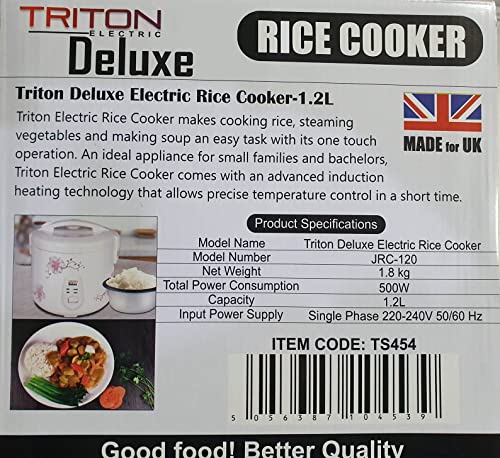 TRITON
ELECTRIC
Deluxe
RICE COOKER
Triton Deluxe Electric Rice Cooker-1.2L
Triton Electric Rice Cooker makes cooking rice, steaming
vegetables and making soup an easy task with its one touch
operation. An ideal appliance for small families and bachelors,
Triton Electric Rice Cooker comes with an advanced induction
heating technology that allows precise temperature control in a short time.
MADE for UK
Product Specifications
Model Name Triton Deluxe Electric Rice Cooker
Model Number JRC-120
Net Weight 1.8 kg
Total Power Consumption 500W
Capacity 1.2L
Input Power Supply Single Phase 220-240V 50/60 Hz
ITEM CODE: TS454
5 056387 104539
Good food! Better Quality